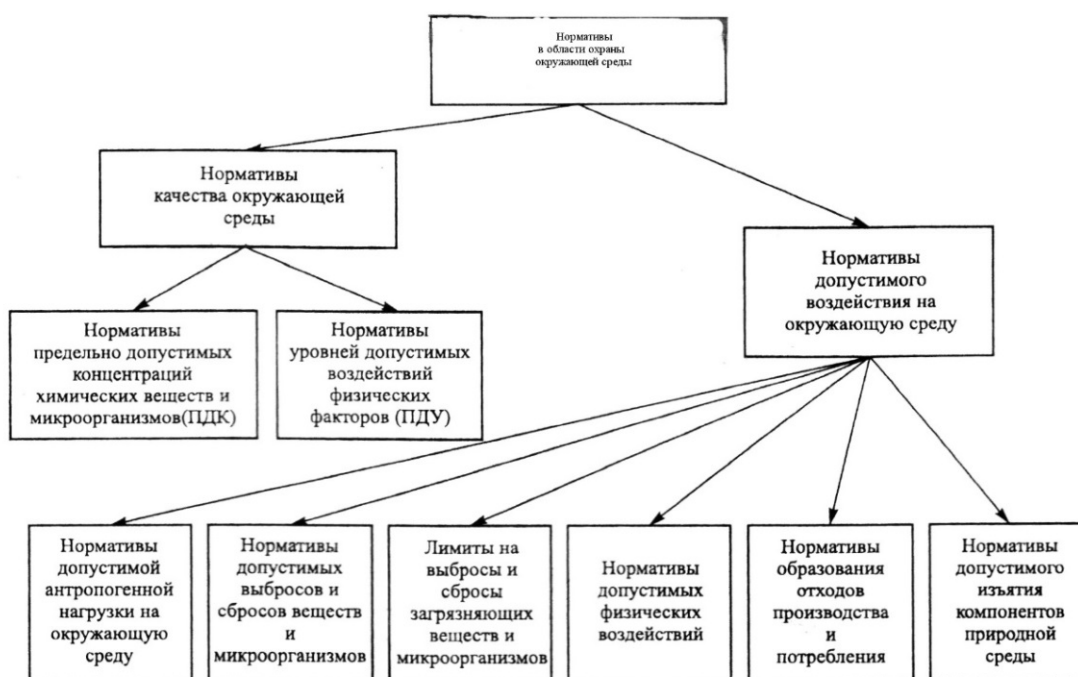 Нормативы
в области охраны
окружающей среды
Нормативы
качества окружающей
среды
Нормативы
допустимого
воздействия на
окружающую среду
Нормативы
предельно допустимых
концентраций
химических веществ и
микроорганизмов(ПДК)
Нормативы
уровней допустимых
воздействий
физических
факторов (ПДУ)
Нормативы
допустимой
антропогенной
нагрузки на
окружающую
среду
Нормативы
допустимых
выбросов и
сбросов веществ
и
микроорганизмов
Лимиты на
выбросы и
сбросы
загрязняющих
веществ и
микроорганизмов
Нормативы
допустимых
физических
воздействий
Нормативы
образования
отходов
производства
и
потребления
Нормативы
допустимого
изъятия
компонентов
природной
среды